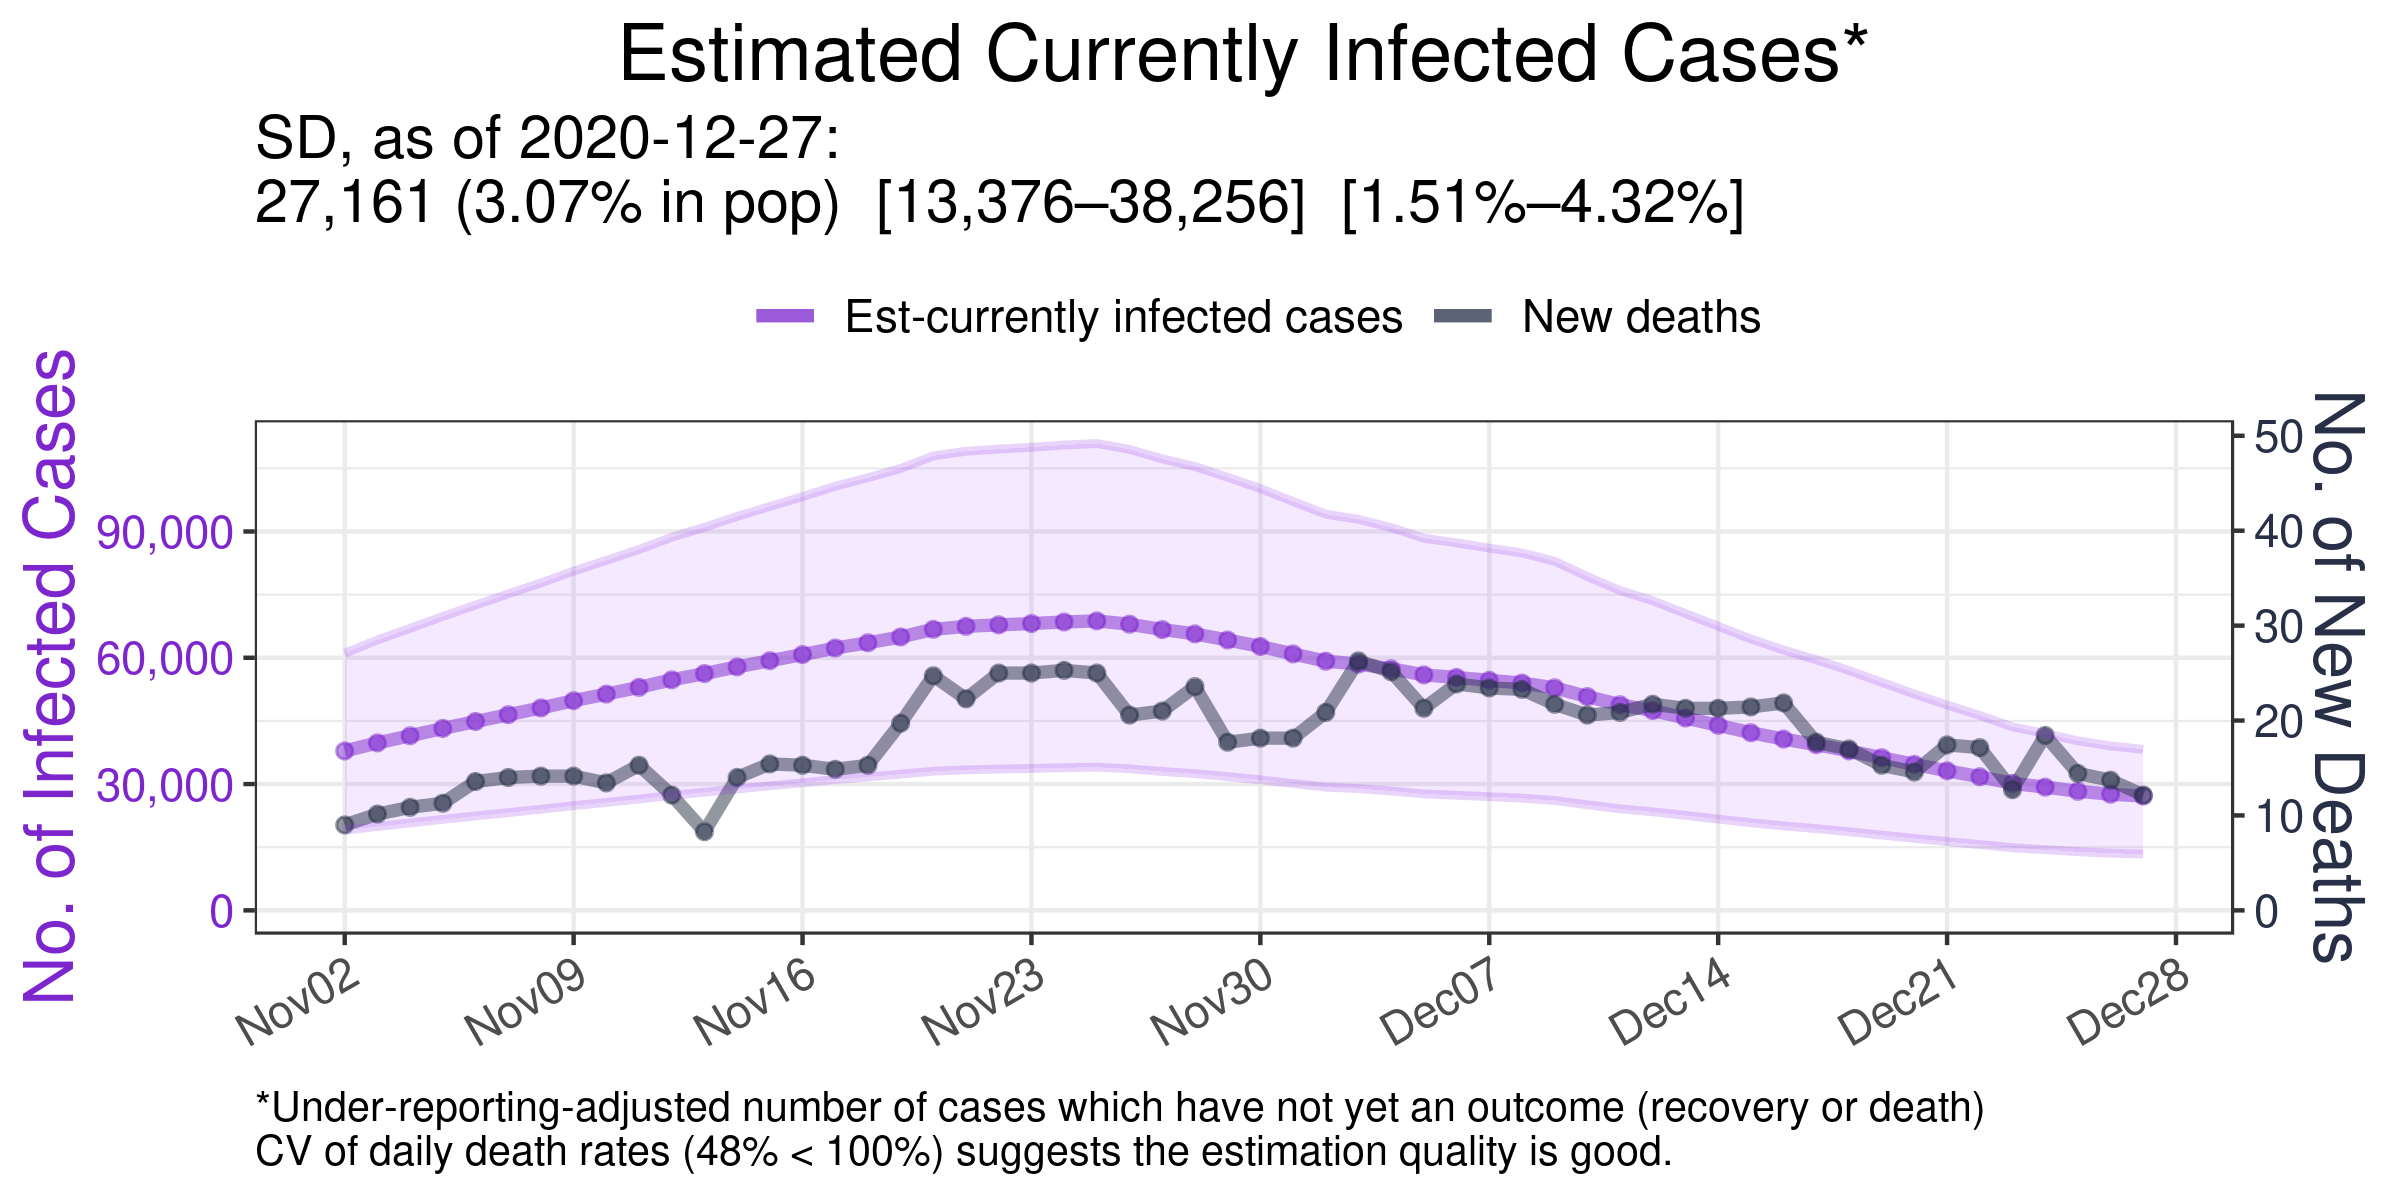 Estimated Currently Infected Cases*
SD, as of 2020-12-27:
27,161 (3.07% in pop)  [13,376–38,256]  [1.51%–4.32%]
Est-currently infected cases
New deaths
No. of Infected Cases
90,000
60,000
30,000
0
50
40
30
20
10
0
No. of New Deaths
Nov02
Nov09
Nov16
Nov23
Nov30
Dec07
Dec14
Dec21
Dec28
*Under-reporting-adjusted number of cases which have not yet an outcome (recovery or death)
CV of daily death rates (48% < 100%) suggests the estimation quality is good.